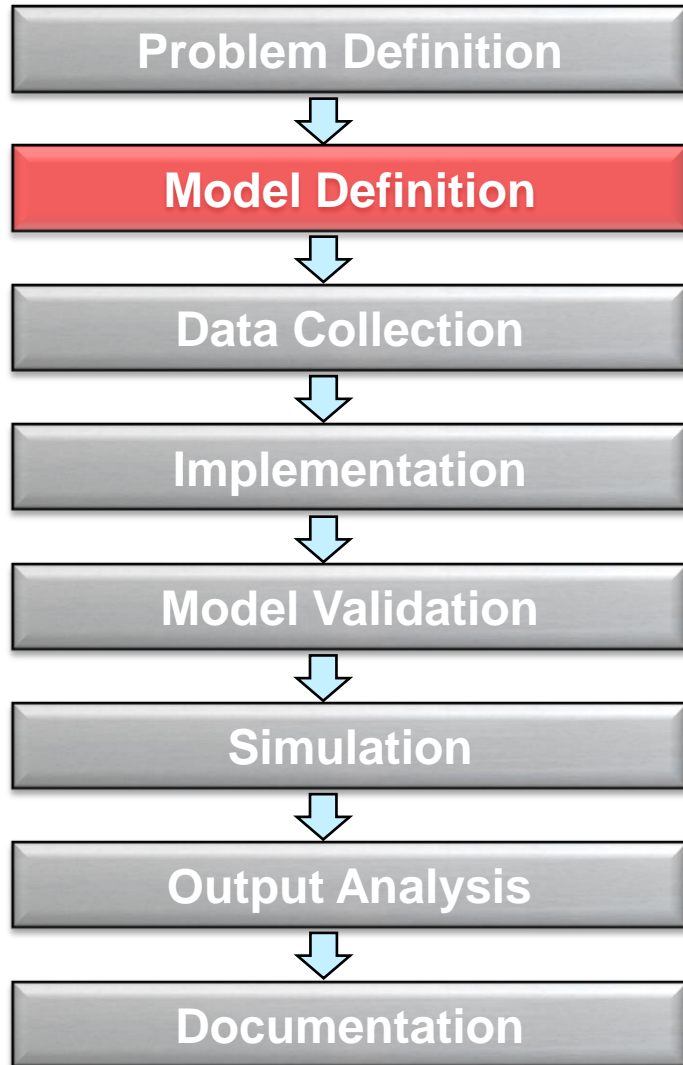 Problem Definition
Model Definition
Data Collection
Implementation
Model Validation
Simulation
Output Analysis
Documentation